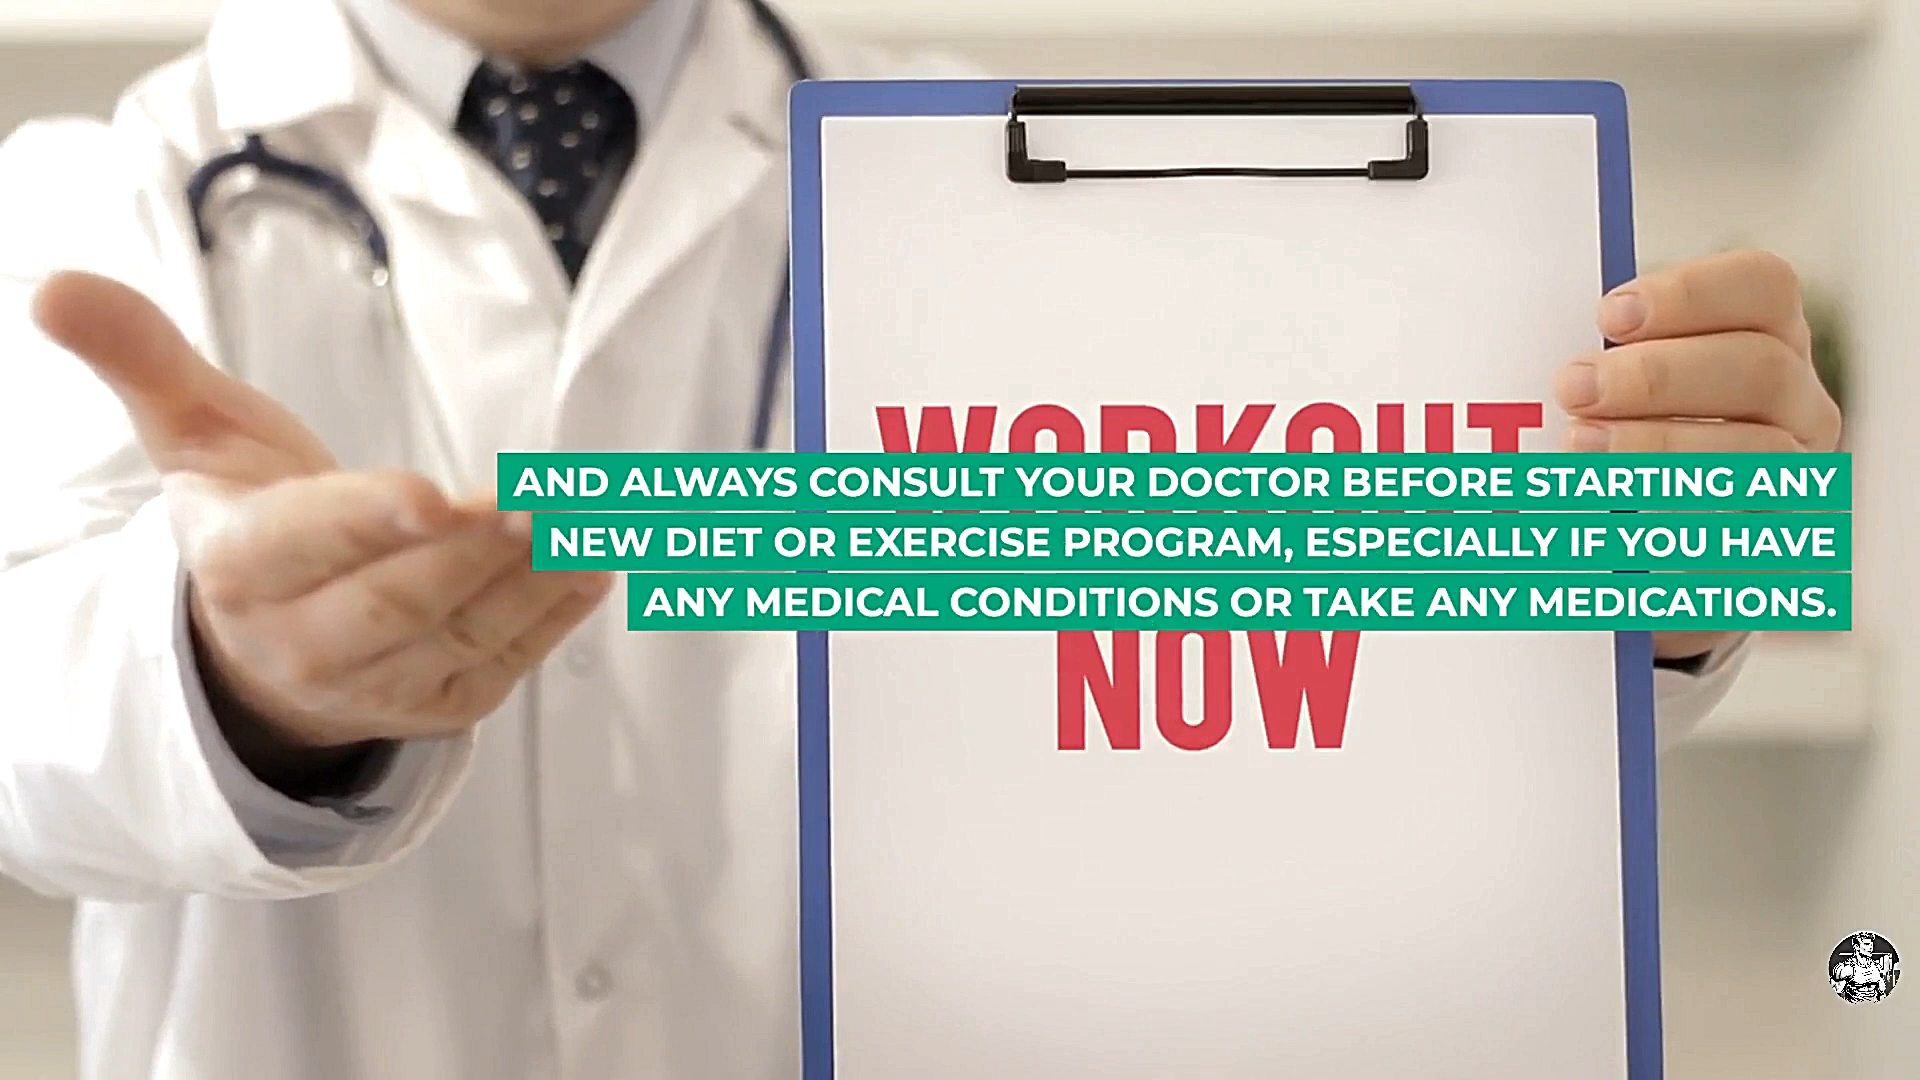 WORKOUT
AND ALWAYS CONSULT YOUR DOCTOR BEFORE STARTING ANY
NEW DIET OR EXERCISE PROGRAM, ESPECIALLY IF YOU HAVE
ANY MEDICAL CONDITIONS OR TAKE ANY MEDICATIONS.
NOW